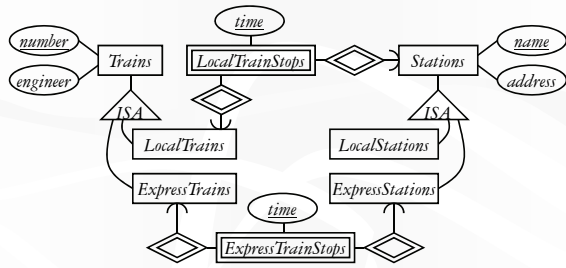 time
number
Trains
LocalTrainStops
Stations
name
engineer
address
ISA
ISA
LocalTrains
LocalStations
ExpressTrains
ExpressStations
time
ExpressTrainStops